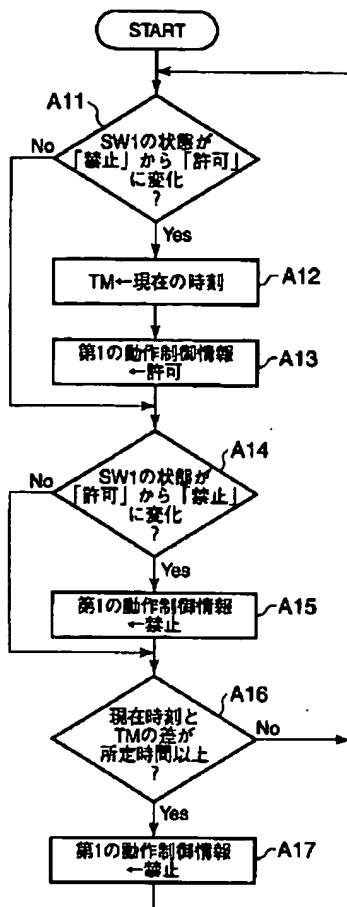 START
A11
SW1の状態が
「禁止」から「許可」
に変化
?
No
Yes
TM←現在の時刻
A12
第1の動作制御情報
←許可
A13
A14
SW1の状態が
「許可」から「禁止」
に変化
?
No
Yes
第1の動作制御情報
←禁止
A15
A16
現在時刻と
TMの差が
所定時間以上
?
No
Yes
第1の動作制御情報
←禁止
A17